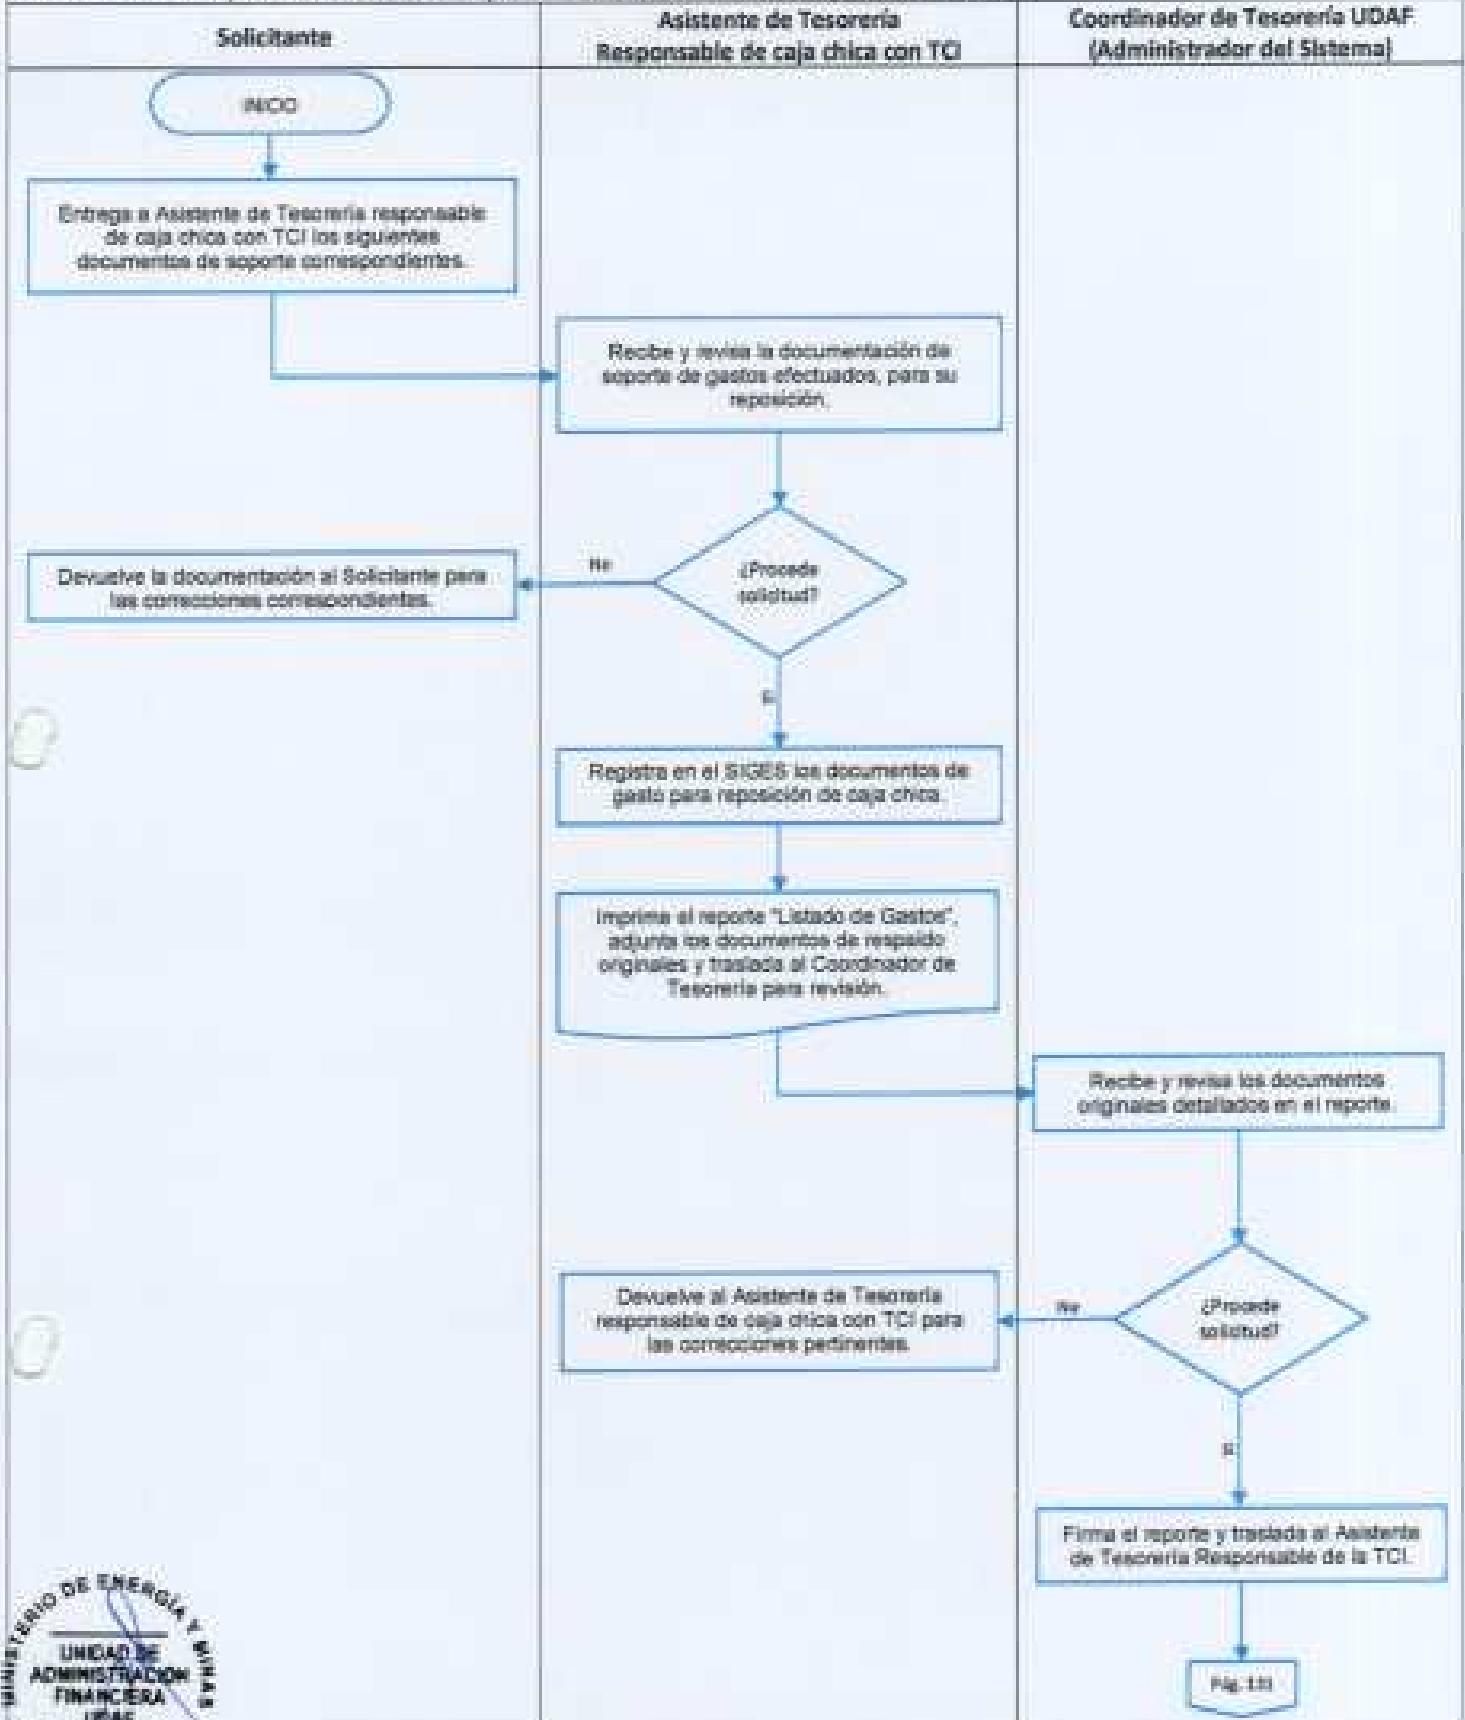 Solicitante
Asistente de Tesorería
Responsable de caja chica con TCI
Coordinador de Tesorería UDAF
(Administrador del Sistema)
INICIO
Entrega a Asistente de Tesorería responsable
de caja chica con TCI los siguientes
documentos de soporte correspondientes.
Recibe y revisa la documentación de
soporte de gastos efectuados, para su
reposición.
¿Procede
solicitud?
No
Devuelve la documentación al Solicitante para
las correcciones correspondientes.
Si
Registra en el SIGES los documentos de
gasto para reposición de caja chica.
Imprime el reporte "Listado de Gastos",
adjunta los documentos de respaldo
originales y traslada al Coordinador de
Tesorería para revisión.
Recibe y revisa los documentos
originales detallados en el reporte.
¿Procede
solicitud?
No
Devuelve al Asistente de Tesorería
responsable de caja chica con TCI para
las correcciones pertinentes.
Si
Firma el reporte y traslada al Asistente
de Tesorería Responsable de la TCI.
Pág.
MINISTERIO DE ENERGÍA Y MINAS
UNIDAD DE
ADMINISTRACION
FINANCIERA
UDAF